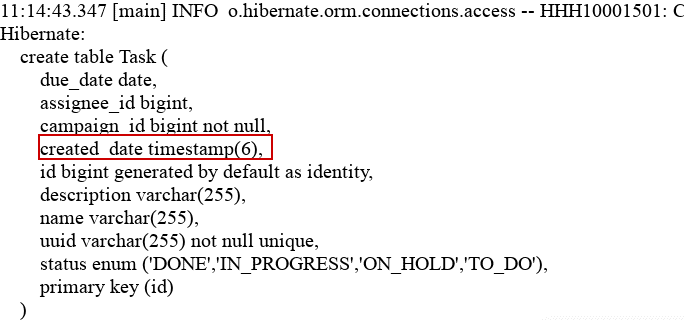 11:14:43.347 [main] INFO  o.hibernate.orm.connections.access -- HHH10001501: C
Hibernate:
create table Task (
due_date date,
assignee_id bigint,
campaign_id bigint not null,
created_date timestamp(6),
id bigint generated by default as identity,
description varchar(255),
name varchar(255),
uuid varchar(255) not null unique,
status enum ('DONE','IN_PROGRESS','ON_HOLD','TO_DO'),
primary key (id)
)